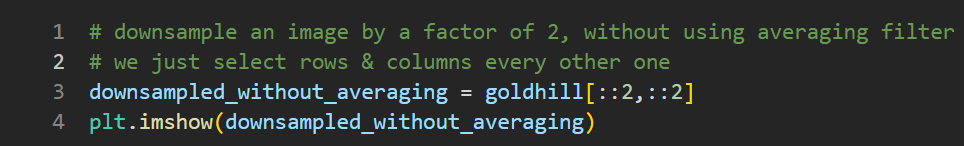 1 # downsample an image by a factor of 2, without using averaging filter
2 # we just select rows & columns every other one
3 downsampled_without_averaging = goldhill[::2,::2]
4 plt.imshow(downsampled_without_averaging)